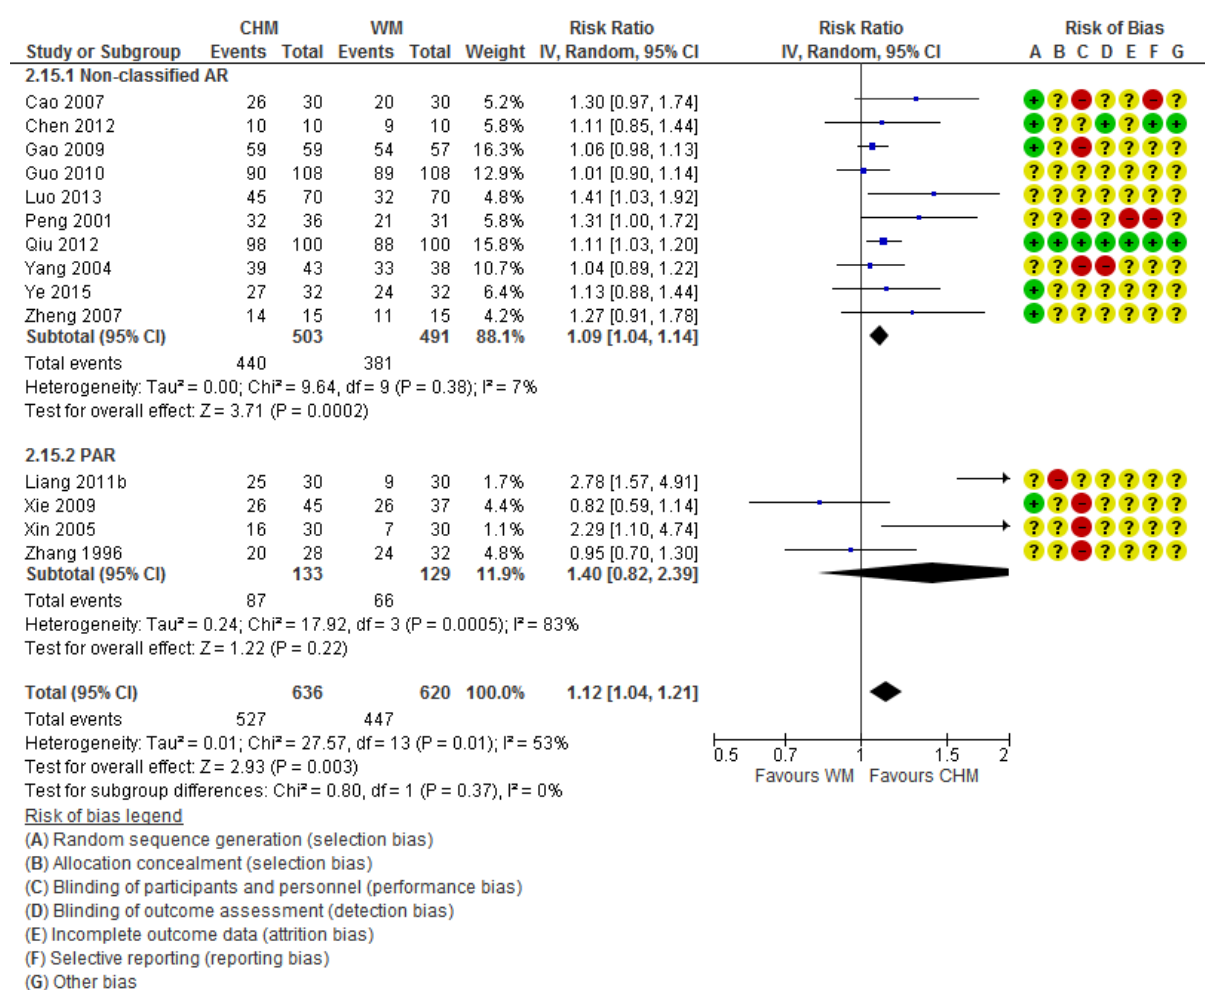 CHM WM Risk Ratio Risk Ratio Risk of Bias
Study or Subgroup Events Total Events Total Weight IV, Random, 95% CI IV, Random, 95% CI A B C D E F G
2.15.1 Non-classified AR
Cao 2007 26 30 20 30 5.2% 1.30 [0.97, 1.74] + ? - ? ? - ?
Chen 2012 10 10 9 10 5.8% 1.11 [0.85, 1.44] + ? ? + ? + +
Gao 2009 59 59 54 57 16.3% 1.06 [0.98, 1.13] + ? - ? ? ? ?
Guo 2010 90 108 89 108 12.9% 1.01 [0.90, 1.14] ? ? ? ? ? ? ?
Luo 2013 45 70 32 70 4.8% 1.41 [1.03, 1.92] ? ? ? ? ? ? ?
Peng 2001 32 36 21 31 5.8% 1.31 [1.00, 1.72] ? ? - ? - - ?
Qiu 2012 98 100 88 100 15.8% 1.11 [1.03, 1.20] + + + + + + +
Yang 2004 39 43 33 38 10.7% 1.04 [0.89, 1.22] ? ? - - ? ? ?
Ye 2015 27 32 24 32 6.4% 1.13 [0.88, 1.44] + ? ? ? ? ? ?
Zheng 2007 14 15 11 15 4.2% 1.27 [0.91, 1.78] + ? ? ? ? ? ?
Subtotal (95% CI) 503 491 88.1% 1.09 [1.04, 1.14]
Total events 440 381
Heterogeneity: Tau² = 0.00; Chi² = 9.64, df = 9 (P = 0.38); I² = 7%
Test for overall effect: Z = 3.71 (P = 0.0002)
2.15.2 PAR
Liang 2011b 25 30 9 30 1.7% 2.78 [1.57, 4.91] ? - ? ? ? ? ?
Xie 2009 26 45 26 37 4.4% 0.82 [0.59, 1.14] + ? - ? ? ? ?
Xin 2005 16 30 7 30 1.1% 2.29 [1.10, 4.74] ? ? - ? ? ? ?
Zhang 1996 20 28 24 32 4.8% 0.95 [0.70, 1.30] ? ? - ? ? ? ?
Subtotal (95% CI) 133 129 11.9% 1.40 [0.82, 2.39]
Total events 87 66
Heterogeneity: Tau² = 0.24; Chi² = 17.92, df = 3 (P = 0.0005); I² = 83%
Test for overall effect: Z = 1.22 (P = 0.22)
Total (95% CI) 636 620 100.0% 1.12 [1.04, 1.21]
Total events 527 447
Heterogeneity: Tau² = 0.01; Chi² = 27.57, df = 13 (P = 0.01); I² = 53%
Test for overall effect: Z = 2.93 (P = 0.003)
Test for subgroup differences: Chi² = 0.80, df = 1 (P = 0.37), I² = 0%
0.5 0.7 1 1.5 2
Favours WM Favours CHM
Risk of bias legend
(A) Random sequence generation (selection bias)
(B) Allocation concealment (selection bias)
(C) Blinding of participants and personnel (performance bias)
(D) Blinding of outcome assessment (detection bias)
(E) Incomplete outcome data (attrition bias)
(F) Selective reporting (reporting bias)
(G) Other bias